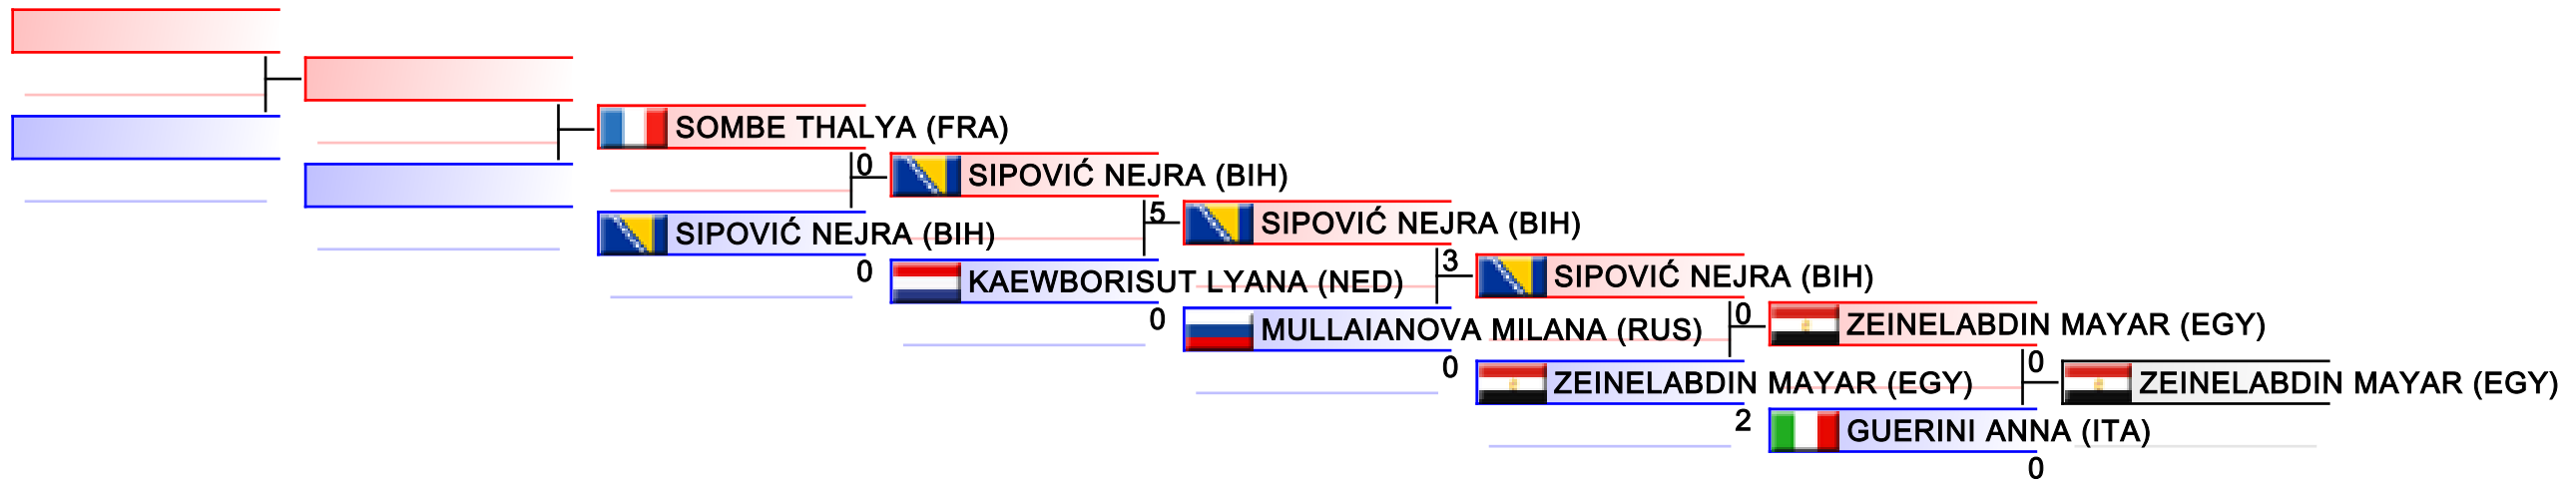 SOMBE THALYA (FRA)
0
SIPOVIĆ NEJRA (BIH)
0
SIPOVIĆ NEJRA (BIH)
5
KAEWBORISUT LYANA (NED)
0
SIPOVIĆ NEJRA (BIH)
3
MULLAIANOVA MILANA (RUS)
0
SIPOVIĆ NEJRA (BIH)
0
ZEINELABDIN MAYAR (EGY)
2
ZEINELABDIN MAYAR (EGY)
0
GUERINI ANNA (ITA)
0
ZEINELABDIN MAYAR (EGY)